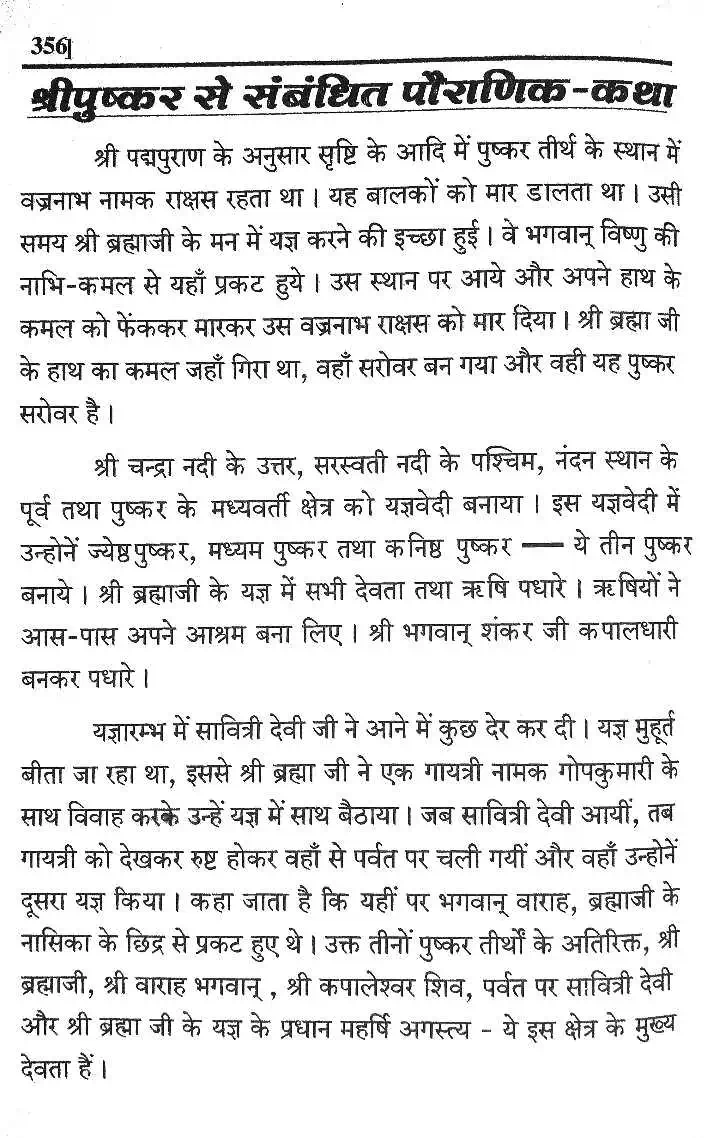 356]
श्रीपुष्कर से संबंधित पौराणिक-कथा
श्री पद्मपुराण के अनुसार सृष्टि के आदि में पुष्कर तीर्थ के स्थान में
वज्रनाभ नामक राक्षस रहता था। यह बालकों को मार डालता था। उसी
समय श्री ब्रह्माजी के मन में यज्ञ करने की इच्छा हुई। वे भगवान् विष्णु की
नाभि-कमल से यहाँ प्रकट हुये। उस स्थान पर आये और अपने हाथ के
कमल को फेंककर मारकर उस वज्रनाभ राक्षस को मार दिया। श्री ब्रह्मा जी
के हाथ का कमल जहाँ गिरा था, वहाँ सरोवर बन गया और वही यह पुष्कर
सरोवर है।
श्री चन्द्रा नदी के उत्तर, सरस्वती नदी के पश्चिम, नंदन स्थान के
पूर्व तथा पुष्कर के मध्यवर्ती क्षेत्र को यज्ञवेदी बनाया। इस यज्ञवेदी में
उन्होनें ज्येष्ठपुष्कर, मध्यम पुष्कर तथा कनिष्ठ पुष्कर — ये तीन पुष्कर
बनाये। श्री ब्रह्माजी के यज्ञ में सभी देवता तथा ऋषि पधारे। ऋषियों ने
आस-पास अपने आश्रम बना लिए। श्री भगवान् शंकर जी कपालधारी
बनकर पधारे।
यज्ञारम्भ में सावित्री देवी जी ने आने में कुछ देर कर दी। यज्ञ मुहूर्त
बीता जा रहा था, इससे श्री ब्रह्मा जी ने एक गायत्री नामक गोपकुमारी के
साथ विवाह करके उन्हें यज्ञ में साथ बैठाया। जब सावित्री देवी आयीं, तब
गायत्री को देखकर रुष्ट होकर वहाँ से पर्वत पर चली गयीं और वहाँ उन्होनें
दूसरा यज्ञ किया। कहा जाता है कि यहीं पर भगवान् वाराह, ब्रह्माजी के
नासिका के छिद्र से प्रकट हुए थे। उक्त तीनों पुष्कर तीर्थों के अतिरिक्त, श्री
ब्रह्माजी, श्री वाराह भगवान्, श्री कपालेश्वर शिव, पर्वत पर सावित्री देवी
और श्री ब्रह्मा जी के यज्ञ के प्रधान महर्षि अगस्त्य - ये इस क्षेत्र के मुख्य
देवता हैं।